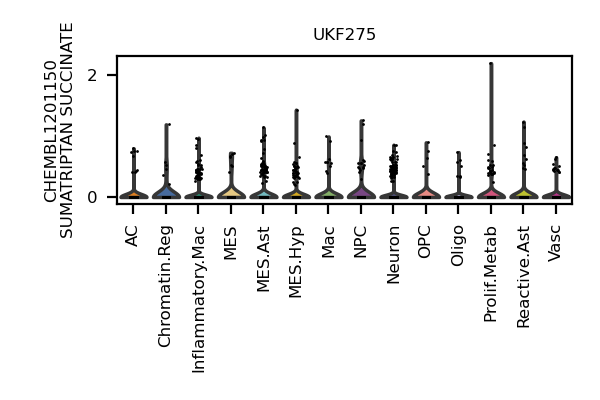 UKF275
CHEMBL1201150
SUMATRIPTAN SUCCINATE
2
0
AC
Chromatin.Reg
Inflammatory.Mac
MES
MES.Ast
MES.Hyp
Mac
NPC
Neuron
OPC
Oligo
Prolif.Metab
Reactive.Ast
Vasc